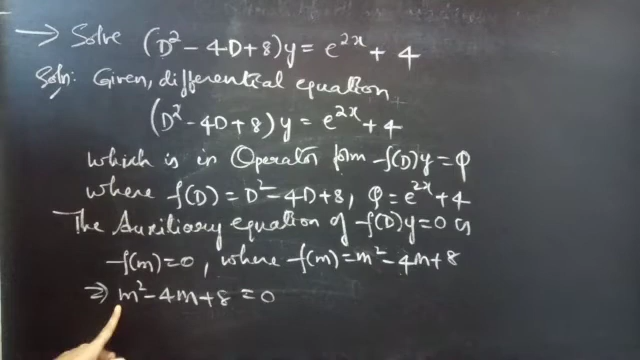 → Solve (D² - 4D + 8)y = e^{2x} + 4
Soln: Given, differential equation
(D² - 4D + 8)y = e^{2x} + 4
which is in Operator form f(D)y = Q
where f(D) = D² - 4D + 8, Q = e^{2x} + 4
The Auxiliary equation of f(D)y = 0 is
f(m) = 0, where f(m) = m² - 4m + 8
⇒ m² - 4m + 8 = 0